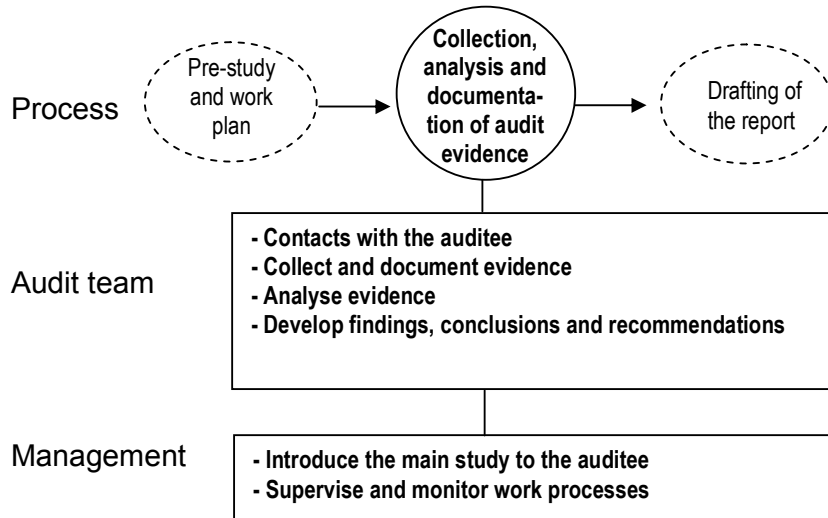 Process
Pre-study
and work
plan
Collection,
analysis and
documenta-
tion of audit
evidence
Drafting of
the report
Audit team
- Contacts with the auditee
- Collect and document evidence
- Analyse evidence
- Develop findings, conclusions and recommendations
Management
- Introduce the main study to the auditee
- Supervise and monitor work processes